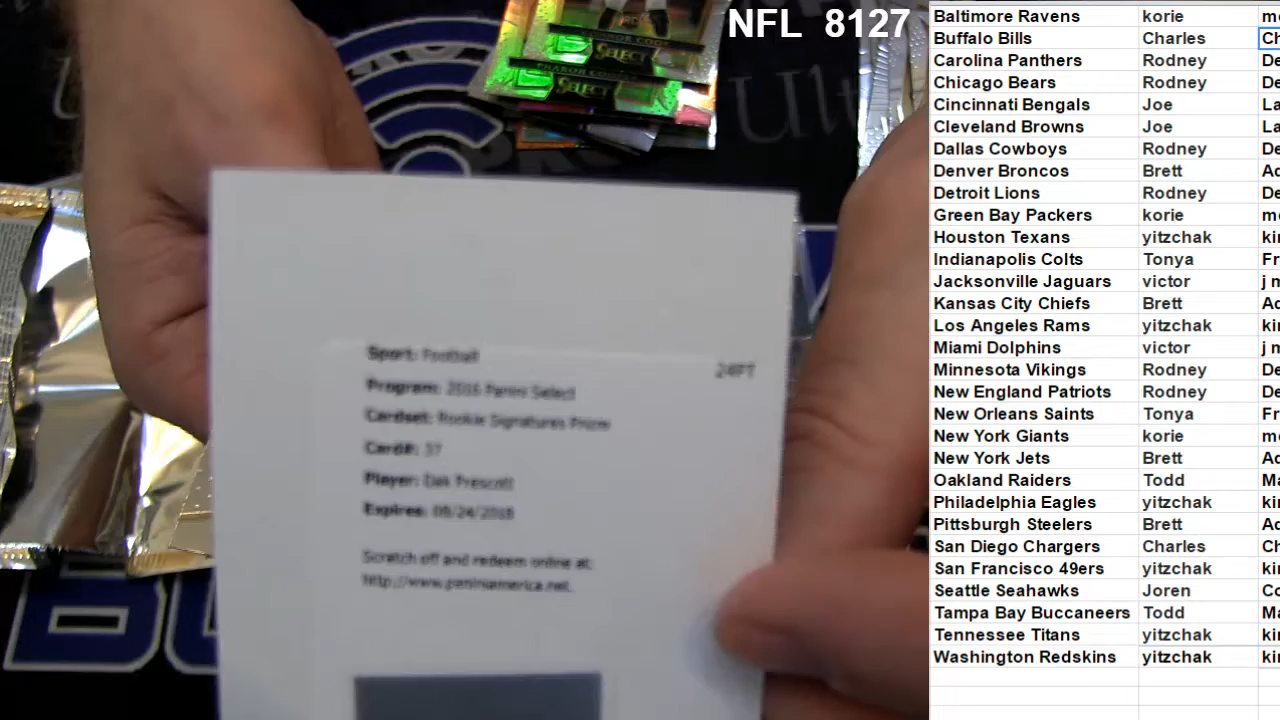 NFL 8127
SELECT
SELECT
Sport: Football
24FT
Program: 2016 Panini Select
Cardset: Rookie Signatures Prizm
Card#: 37
Player: Dak Prescott
Expires: 08/24/2018
Scratch off and redeem online at:
http://www.paniniamerica.net.
Baltimore Ravens korie
Buffalo Bills Charles
Carolina Panthers Rodney
Chicago Bears Rodney
Cincinnati Bengals Joe
Cleveland Browns Joe
Dallas Cowboys Rodney
Denver Broncos Brett
Detroit Lions Rodney
Green Bay Packers korie
Houston Texans yitzchak
Indianapolis Colts Tonya
Jacksonville Jaguars victor
Kansas City Chiefs Brett
Los Angeles Rams yitzchak
Miami Dolphins victor
Minnesota Vikings Rodney
New England Patriots Rodney
New Orleans Saints Tonya
New York Giants korie
New York Jets Brett
Oakland Raiders Todd
Philadelphia Eagles yitzchak
Pittsburgh Steelers Brett
San Diego Chargers Charles
San Francisco 49ers yitzchak
Seattle Seahawks Joren
Tampa Bay Buccaneers Todd
Tennessee Titans yitzchak
Washington Redskins yitzchak